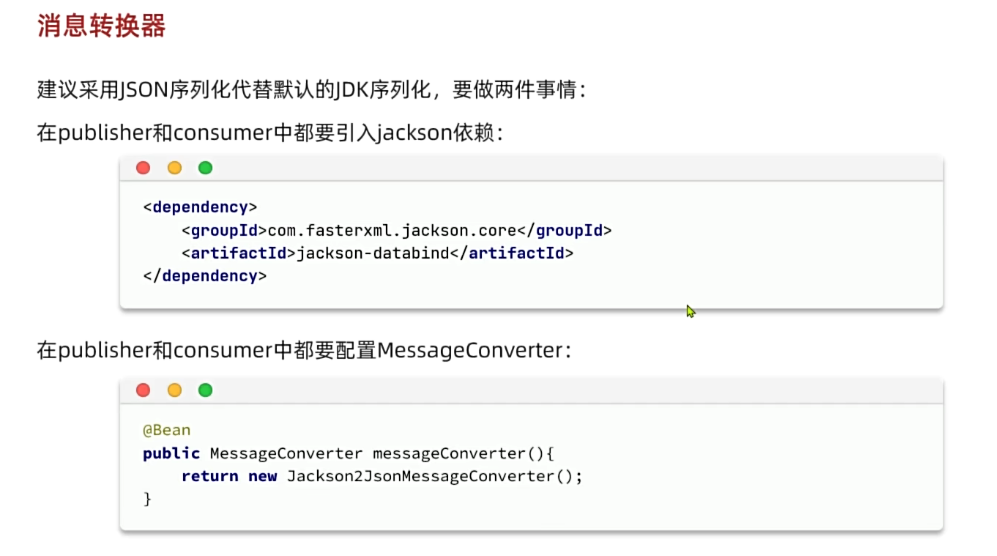 消息转换器
建议采用JSON序列化代替默认的JDK序列化，要做两件事情：
在publisher和consumer中都要引入jackson依赖：
<dependency>
    <groupId>com.fasterxml.jackson.core</groupId>
    <artifactId>jackson-databind</artifactId>
</dependency>
在publisher和consumer中都要配置MessageConverter：
@Bean
public MessageConverter messageConverter(){
    return new Jackson2JsonMessageConverter();
}